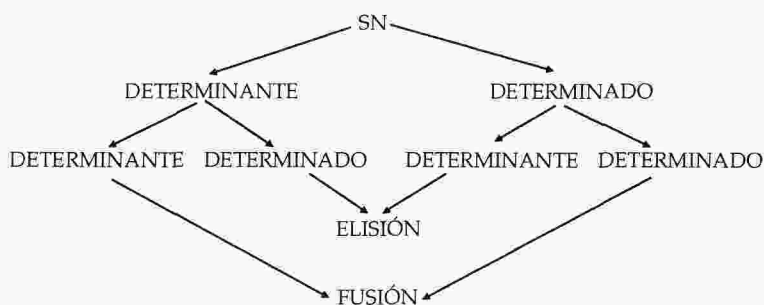 SN
DETERMINANTE DETERMINADO
DETERMINANTE DETERMINADO DETERMINANTE DETERMINADO
ELISIÓN
FUSIÓN